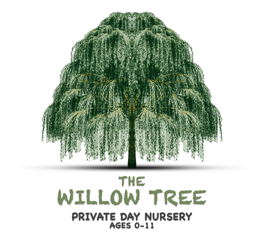 THE
WILLOW TREE
PRIVATE DAY NURSERY
AGES 0-11